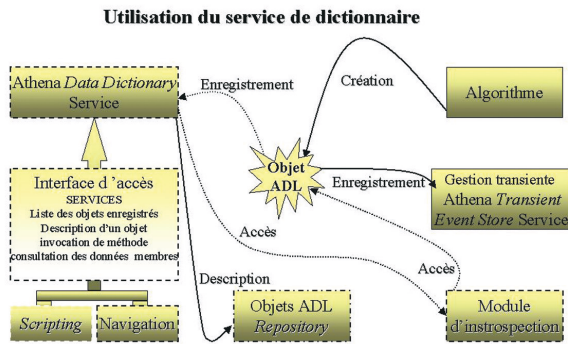 Utilisation du service de dictionnaire
Athena Data Dictionary
Service
Enregistrement
Création
Algorithme
Objet
ADL
Enregistrement
Gestion transiente
Athena Transient
Event Store Service
Interface d 'accès
SERVICES
Liste des objets enregistrés
Description d'un objet
invocation de méthode
consultation des données membres
Accès
Accès
Description
Scripting
Navigation
Objets ADL
Repository
Module
d'instrospection